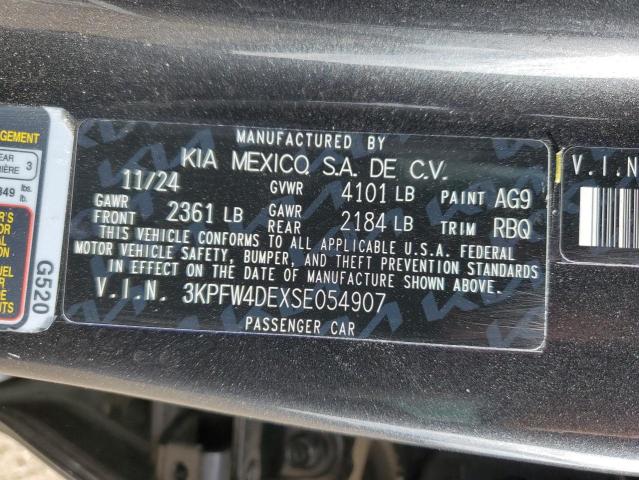 MANUFACTURED BY
KIA MEXICO, S.A. DE C.V.
11/24 GVWR 4101 LB PAINT AG9
GAWR FRONT 2361 LB GAWR REAR 2184 LB TRIM RBQ
THIS VEHICLE CONFORMS TO ALL APPLICABLE U.S.A. FEDERAL
MOTOR VEHICLE SAFETY, BUMPER, AND THEFT PREVENTION STANDARDS
IN EFFECT ON THE DATE OF MANUFACTURE SHOWN ABOVE.
V.I.N. 3KPFW4DEXSE054907
PASSENGER CAR
G520
3
lbs.
V.I.N